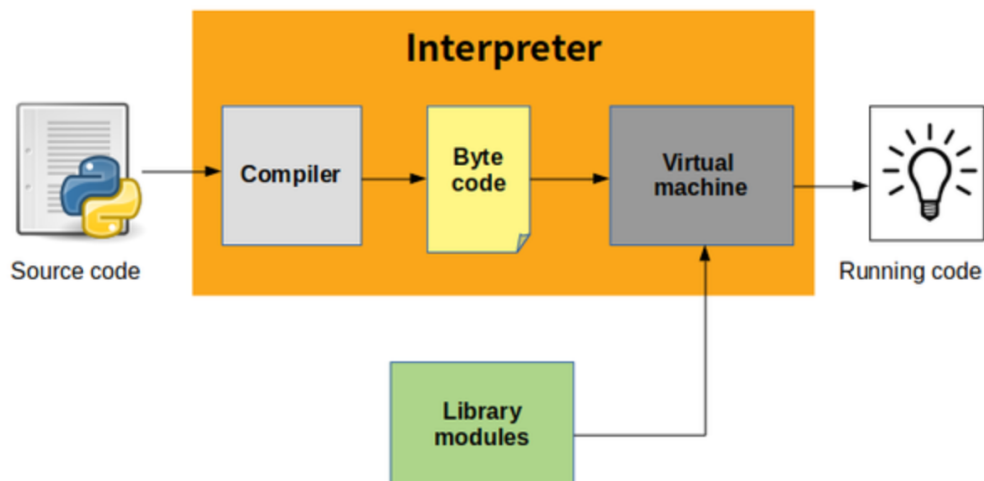 Interpreter
Source code
Compiler
Byte
code
Virtual
machine
Running code
Library
modules